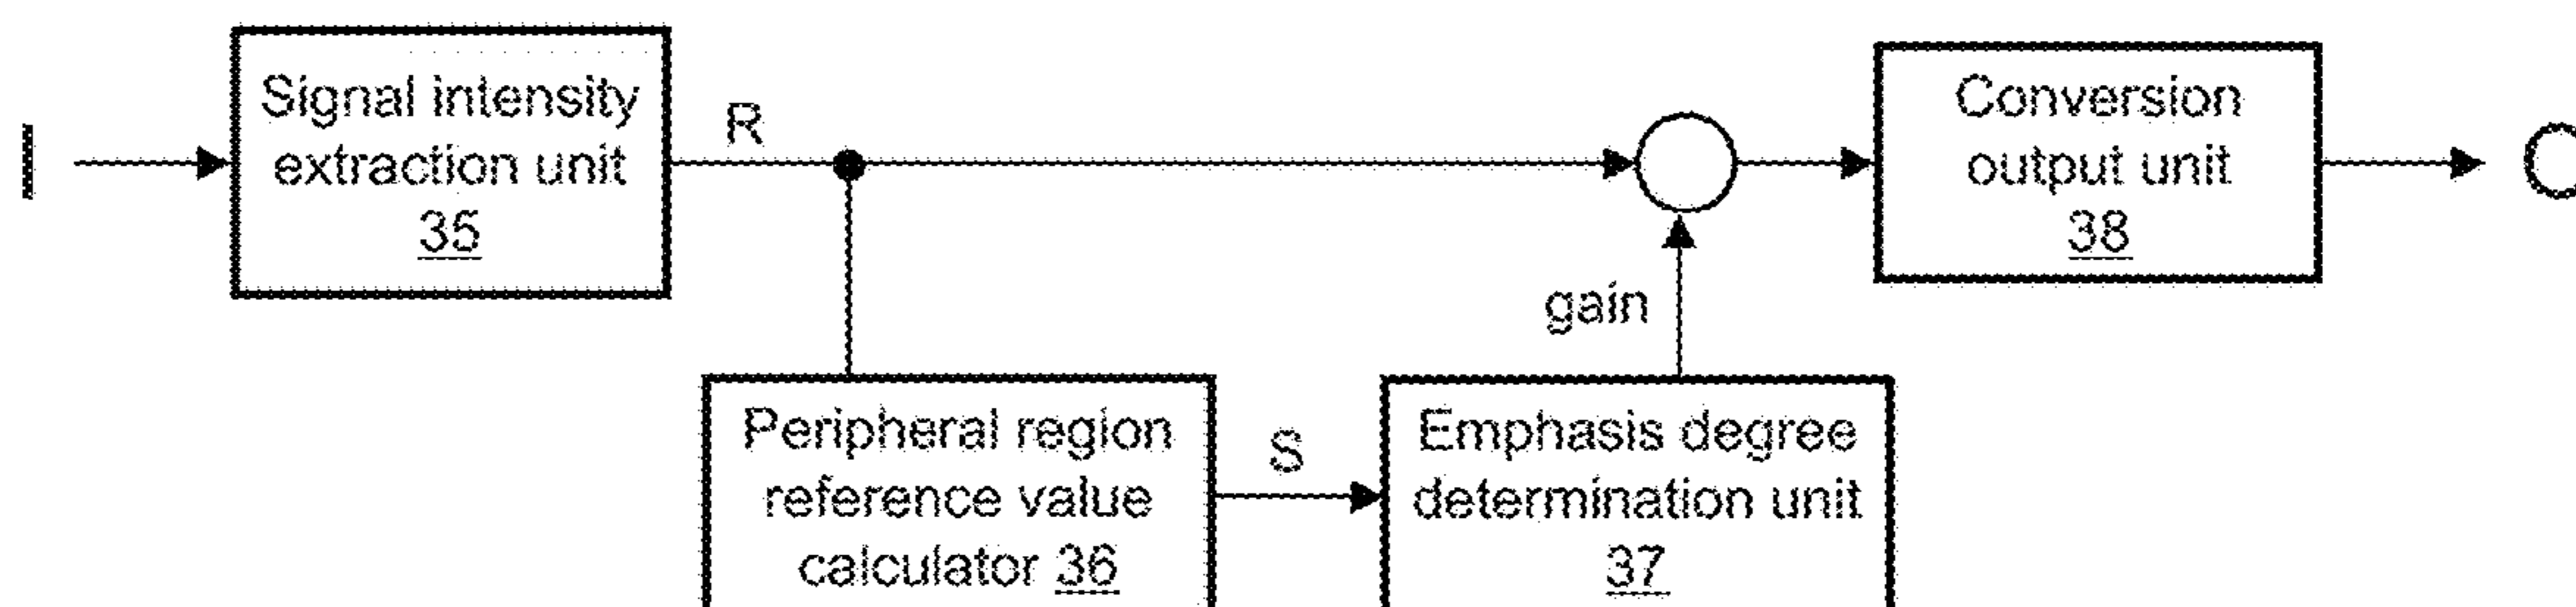 I
Signal intensity
extraction unit
35
R
Conversion
output unit
38
O
gain
Peripheral region
reference value
calculator 36
S
Emphasis degree
determination unit
37